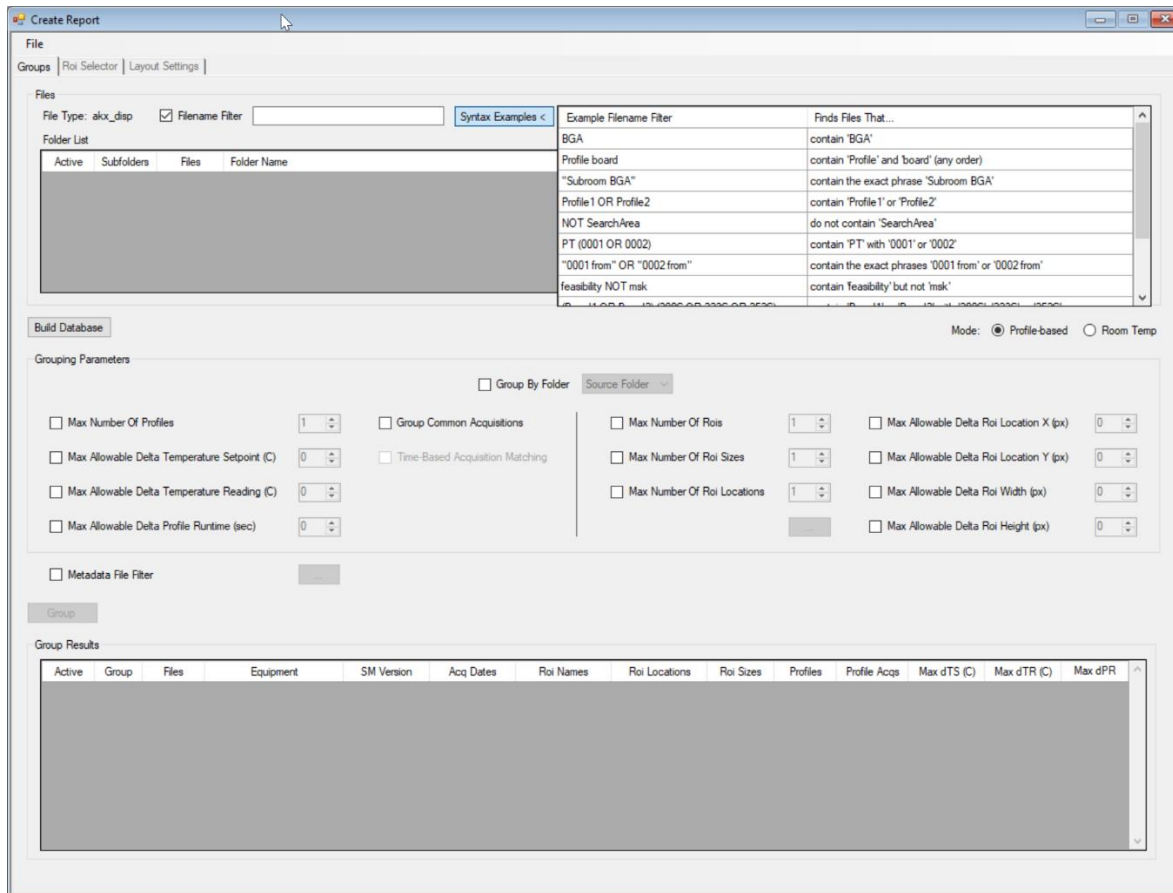 Create Report
File
Groups Roi Selector Layout Settings
Files
File Type: akx_disp Filename Filter Syntax Examples <
Folder List
Active Subfolders Files Folder Name
Example Filename Filter Finds Files That...
BGA contain 'BGA'
Profile board contain 'Profile' and 'board' (any order)
"Subroom BGA" contain the exact phrase 'Subroom BGA'
Profile1 OR Profile2 contain 'Profile1' or 'Profile2'
NOT SearchArea do not contain 'SearchArea'
PT (0001 OR 0002) contain 'PT' with '0001' or '0002'
"0001 from" OR "0002 from" contain the exact phrases '0001 from' or '0002 from'
feasibility NOT msk contain 'feasibility' but not 'msk'
Build Database Mode: Profile-based Room Temp
Grouping Parameters
Group By Folder Source Folder
Max Number Of Profiles 1 Group Common Acquisitions Max Number Of Rois 1 Max Allowable Delta Roi Location X (px) 0
Max Allowable Delta Temperature Setpoint (C) 0 Time-Based Acquisition Matching Max Number Of Roi Sizes 1 Max Allowable Delta Roi Location Y (px) 0
Max Allowable Delta Temperature Reading (C) 0 Max Number Of Roi Locations 1 Max Allowable Delta Roi Width (px) 0
Max Allowable Delta Profile Runtime (sec) 0 ... Max Allowable Delta Roi Height (px) 0
Metadata File Filter ...
Group
Group Results
Active Group Files Equipment SM Version Acq Dates Roi Names Roi Locations Roi Sizes Profiles Profile Acqs Max dTS (C) Max dTR (C) Max dPR